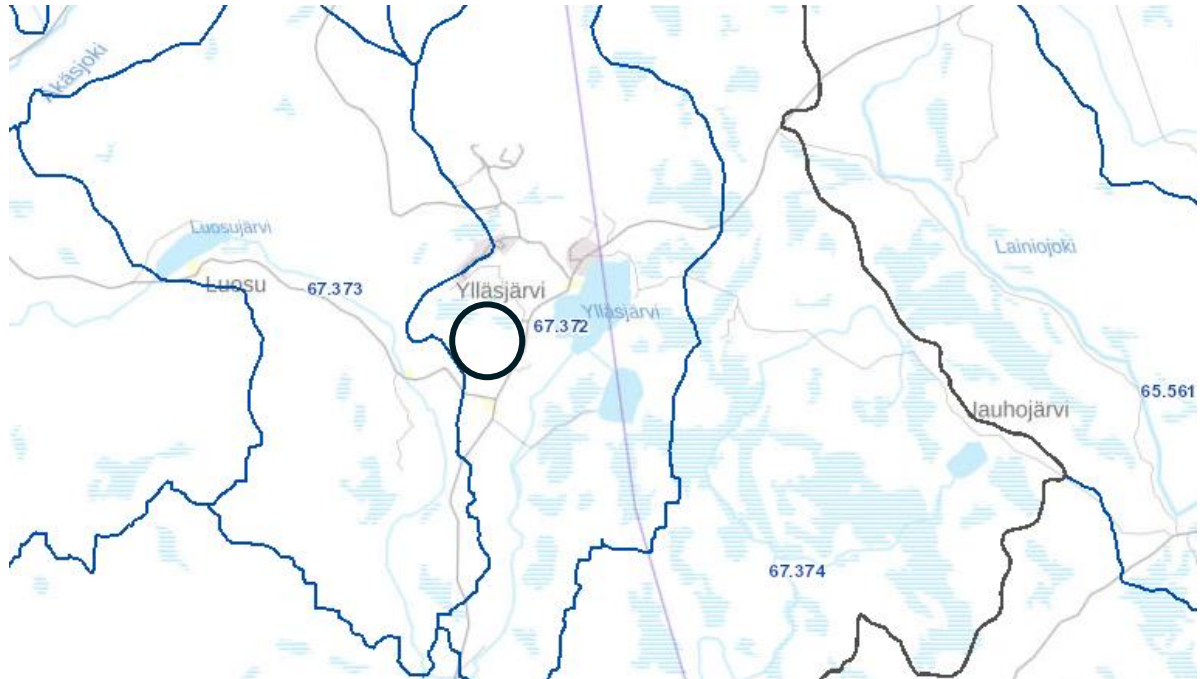 Äkäsjoki
Luosujärvi
Lainiojoki
Luosu
67.373
Ylläsjärvi
Ylläsjärvi
67.372
65.561
Jauhojärvi
67.374